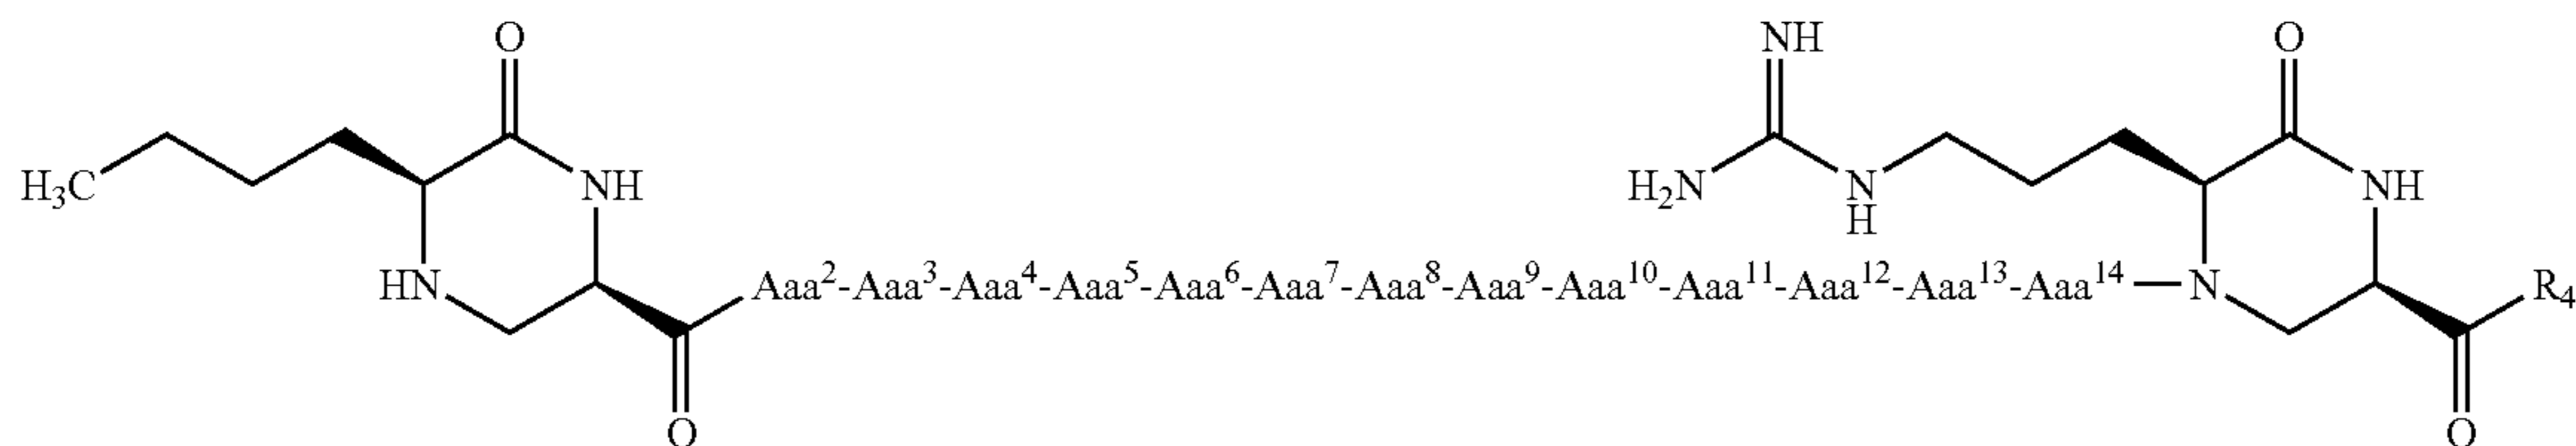 O NH O
H₃C NH H₂N N H NH
HN Aaa²-Aaa³-Aaa⁴-Aaa⁵-Aaa⁶-Aaa⁷-Aaa⁸-Aaa⁹-Aaa¹⁰-Aaa¹¹-Aaa¹²-Aaa¹³-Aaa¹⁴—N R₄
O O